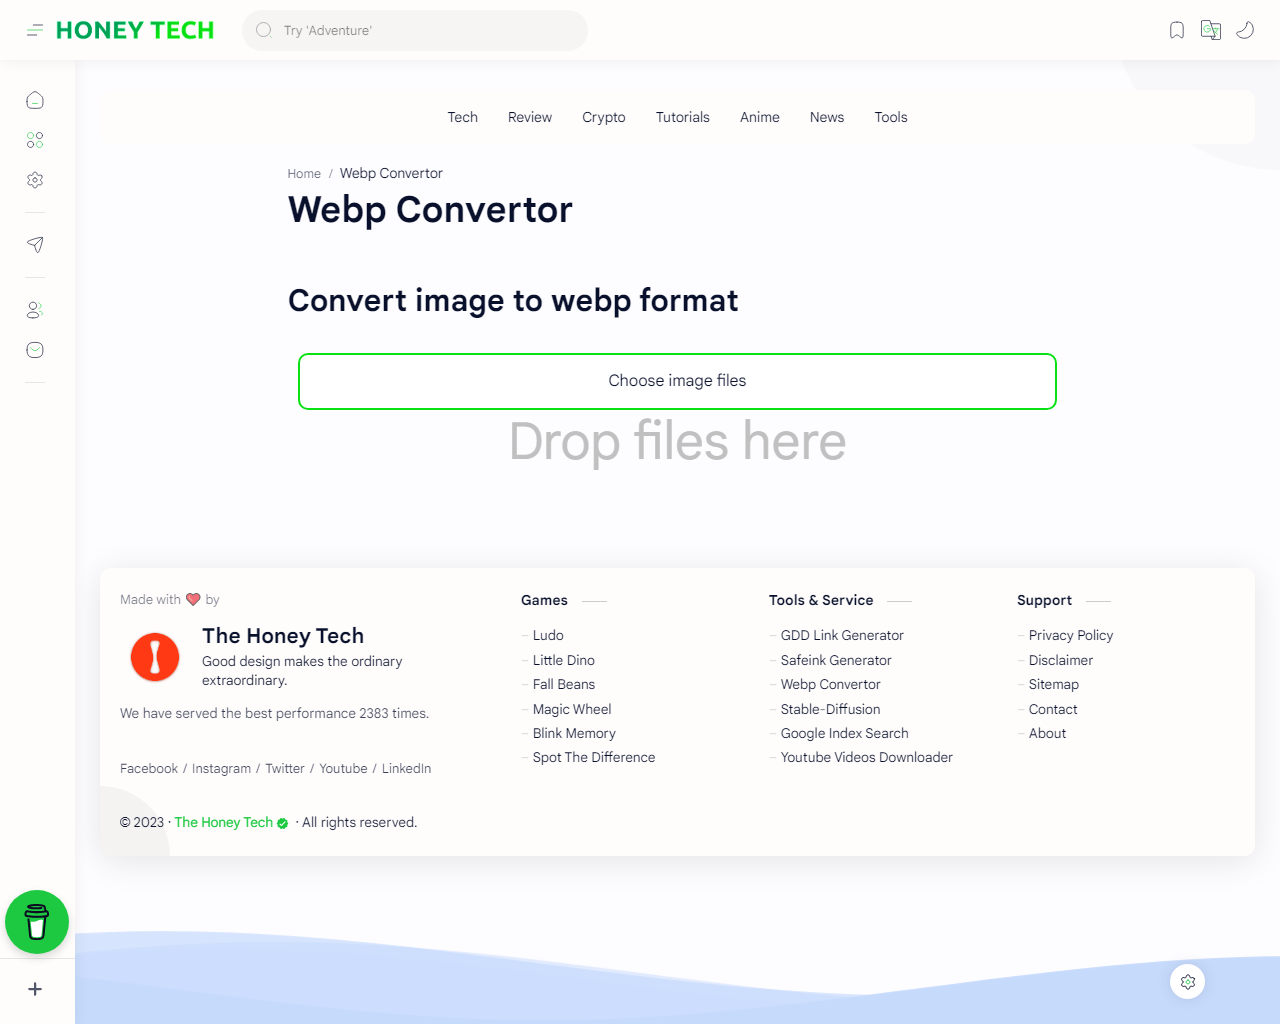 HONEY TECH
Try 'Adventure'
Tech Review Crypto Tutorials Anime News Tools
Home / Webp Convertor
Webp Convertor
Convert image to webp format
Choose image files
Drop files here
Made with ❤️ by
The Honey Tech
Good design makes the ordinary
extraordinary.
We have served the best performance 2383 times.
Facebook / Instagram / Twitter / Youtube / LinkedIn
Games
Ludo
Little Dino
Fall Beans
Magic Wheel
Blink Memory
Spot The Difference
Tools & Service
GDD Link Generator
Safeink Generator
Webp Convertor
Stable-Diffusion
Google Index Search
Youtube Videos Downloader
Support
Privacy Policy
Disclaimer
Sitemap
Contact
About
© 2023 · The Honey Tech · All rights reserved.